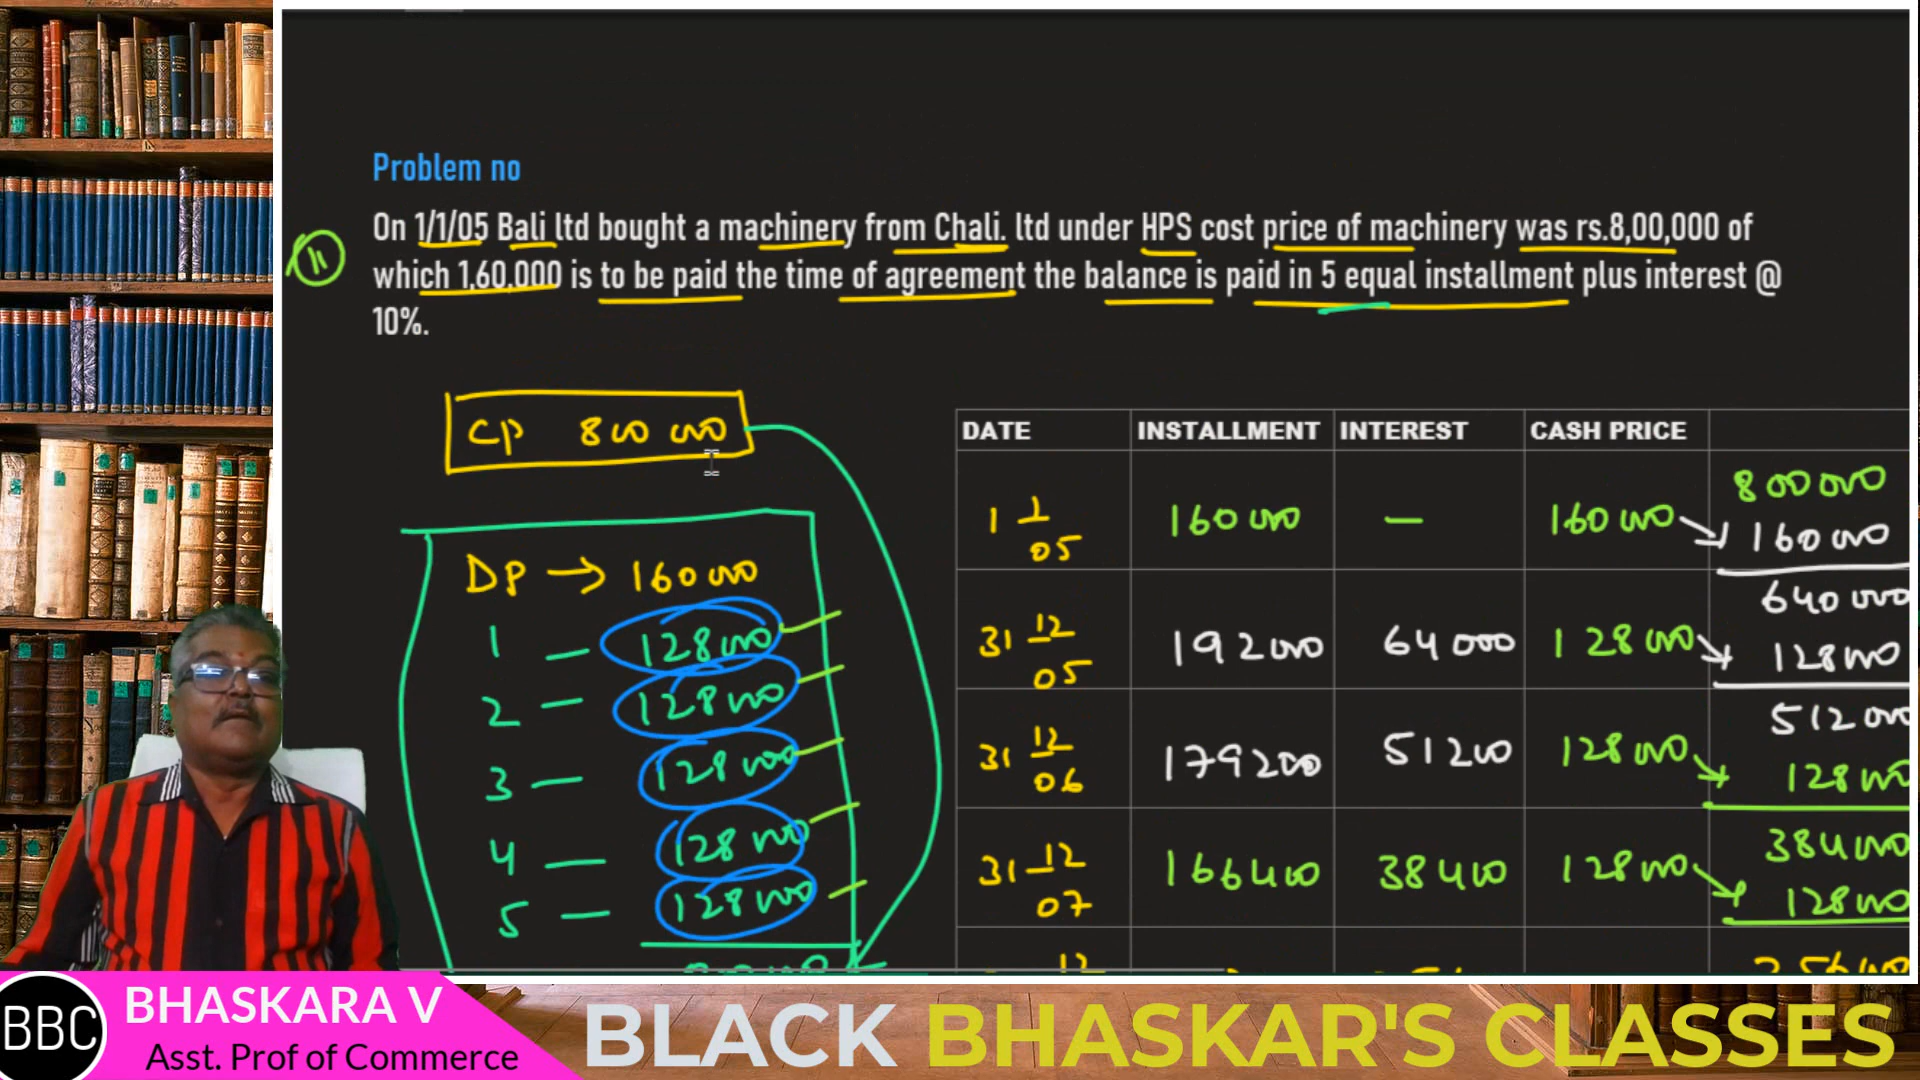 Problem no
11
On 1/1/05 Bali ltd bought a machinery from Chali. ltd under HPS cost price of machinery was rs.8,00,000 of
which 1,60,000 is to be paid the time of agreement the balance is paid in 5 equal installment plus interest @
10%.
CP 800 000
DP → 160000
1 — 128000
2 — 128000
3 — 128000
4 — 128000
5 — 128000
DATE INSTALLMENT INTEREST CASH PRICE
1 1/05 160000 — 160000 800000
160000
640000
31 12/05 192000 64000 128000 128000
512000
31 12/06 179200 51200 128000 128000
384000
31 12/07 166400 38400 128000 128000
12
BBC
BHASKARA V
Asst. Prof of Commerce
BLACK BHASKAR'S CLASSES